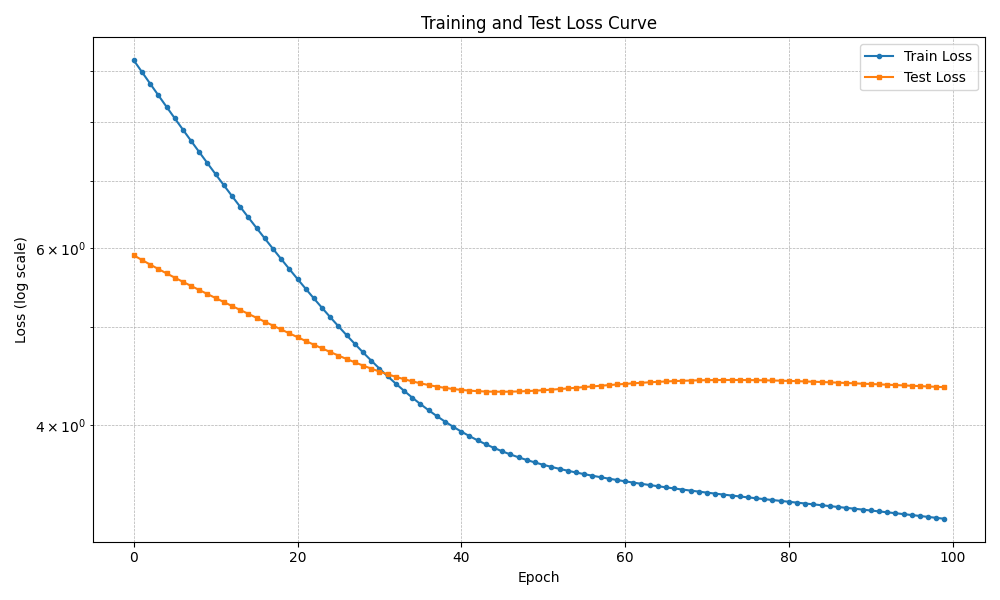 Training and Test Loss Curve
Train Loss
Test Loss
6 × 10⁰
4 × 10⁰
Loss (log scale)
0 20 40 60 80 100
Epoch